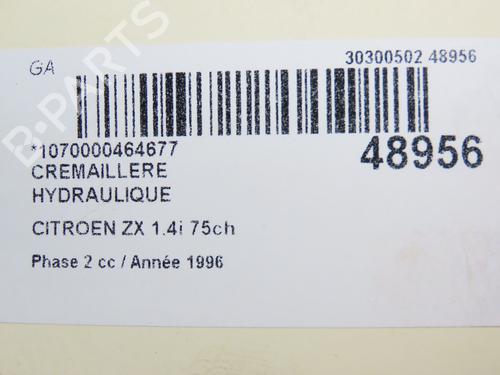 GA
30300502 48956
*1070000464677
48956
CREMAILLERE
HYDRAULIQUE
CITROEN ZX 1.4i 75ch
Phase 2 cc / Année 1996
B-PARTS